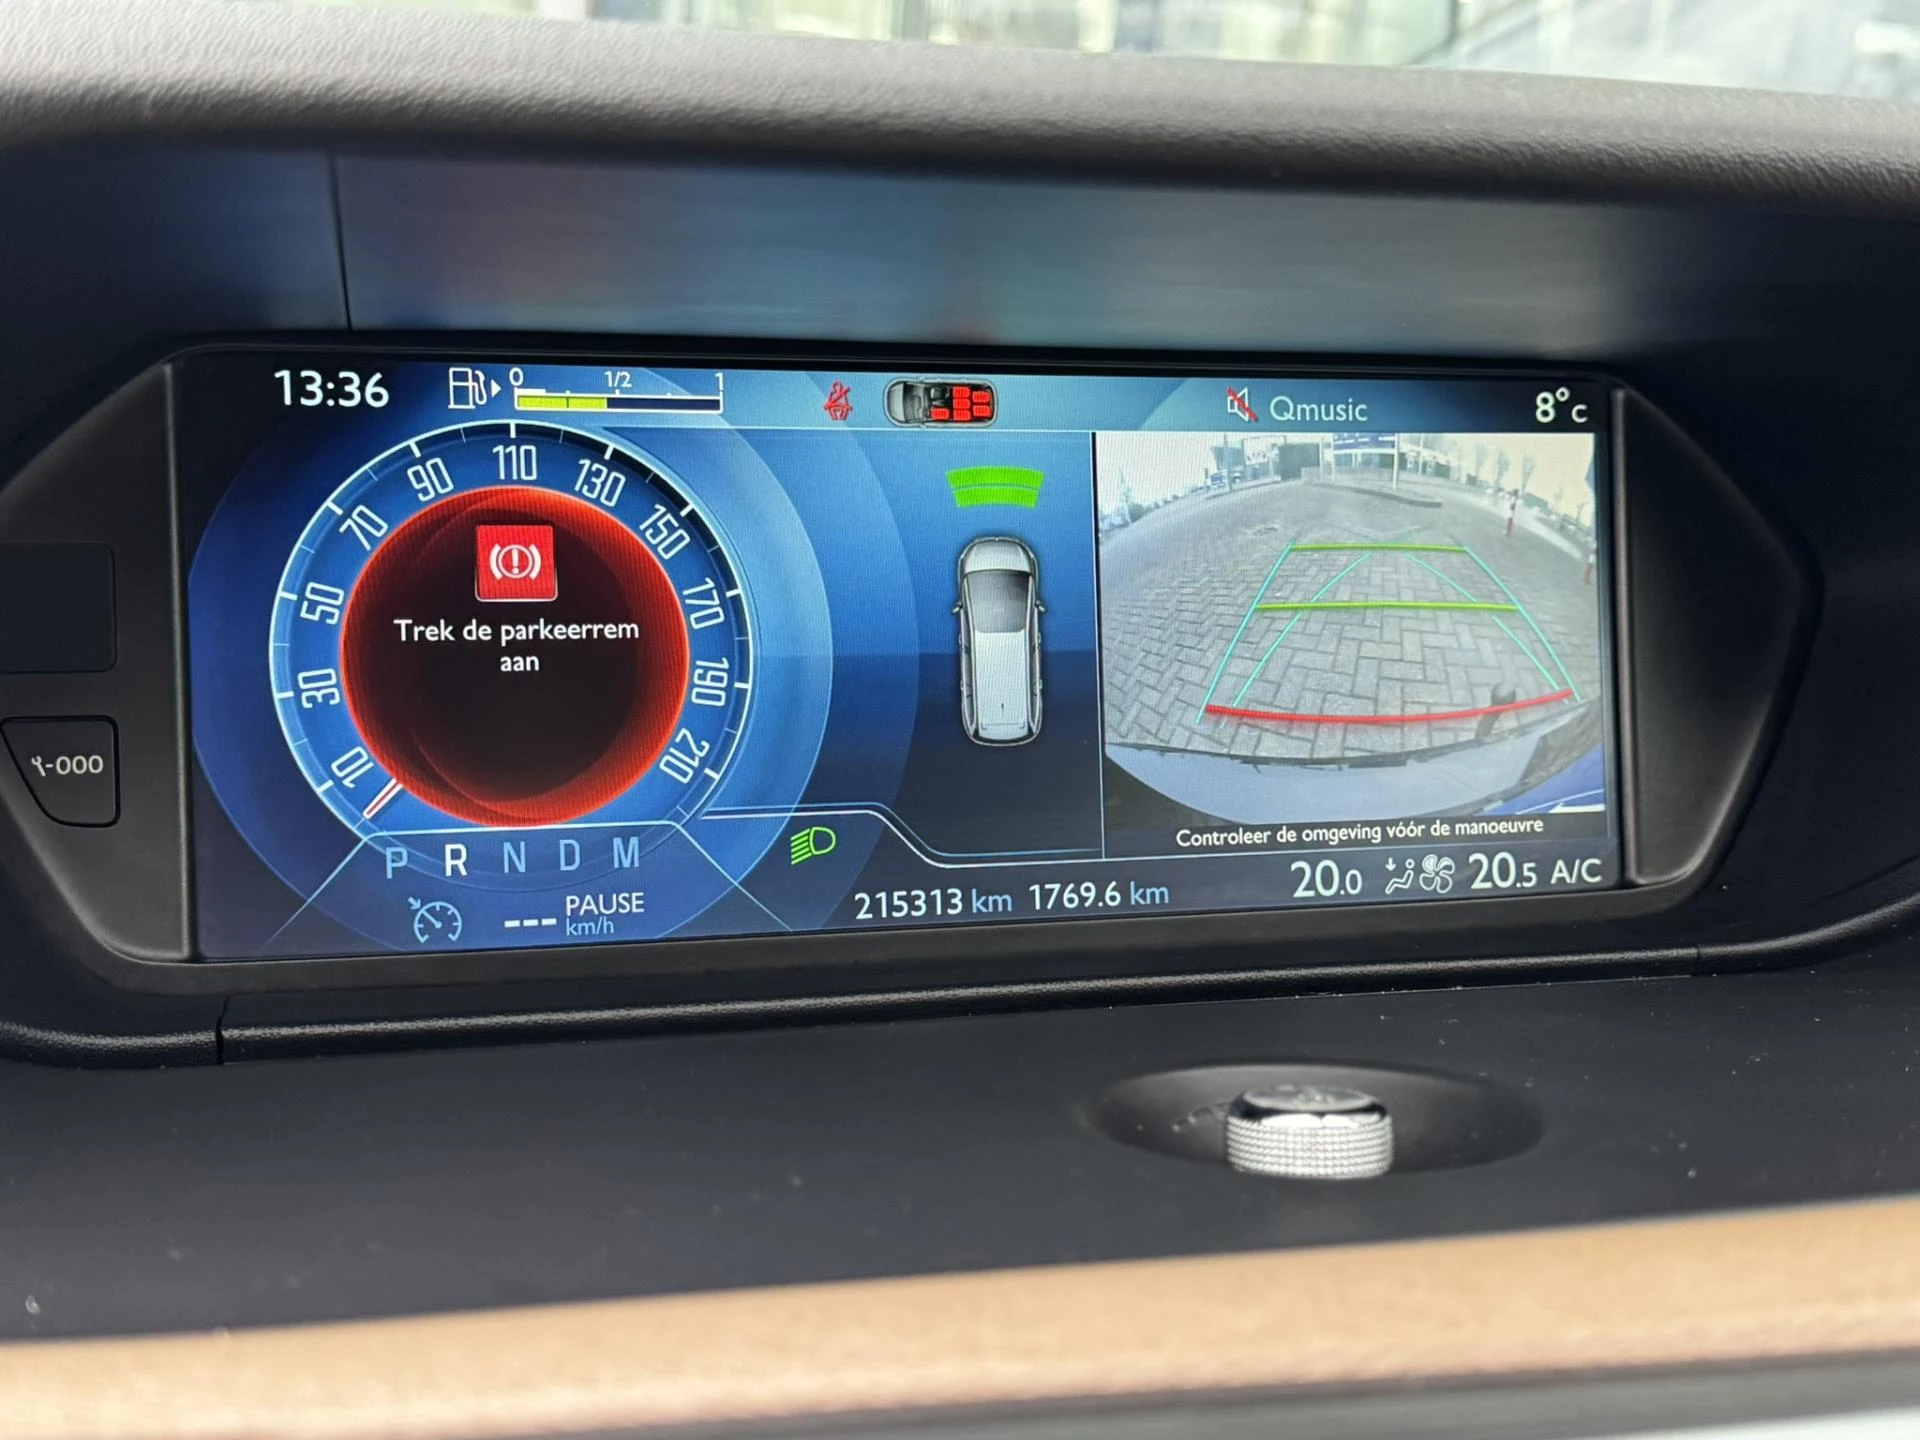 13:36
0 1/2 1
Qmusic
8°C
10
30
50
70
90
110
130
150
170
190
210
Trek de parkeerrem
aan
P R N D M
--- PAUSE
km/h
215313 km 1769.6 km
Controleer de omgeving vóór de manoeuvre
20.0 20.5 A/C
-000